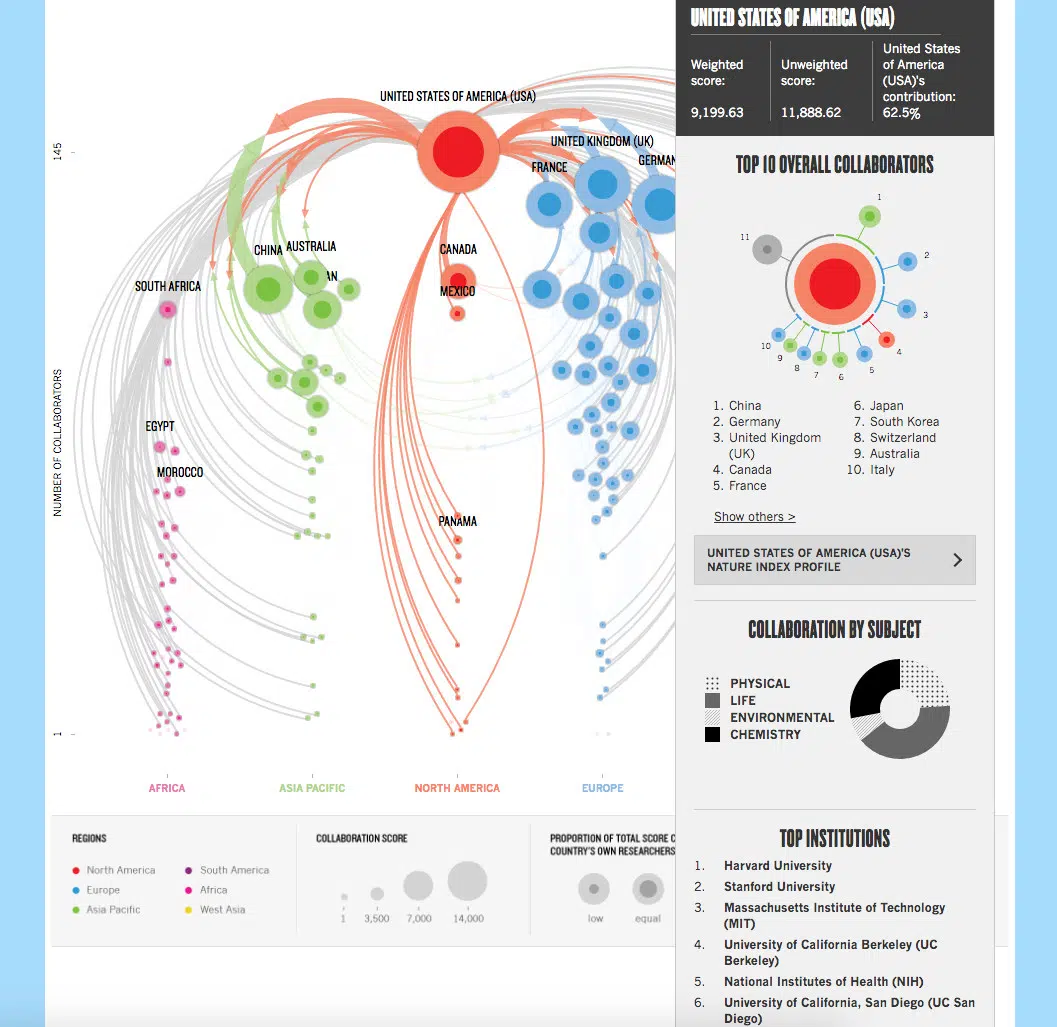 UNITED STATES OF AMERICA (USA)
Weighted score:
9,199.63
Unweighted score:
11,888.62
United States of America (USA)'s contribution:
62.5%
UNITED STATES OF AMERICA (USA)
UNITED KINGDOM (UK)
FRANCE
GERMAN
CHINA
AUSTRALIA
AN
CANADA
MEXICO
SOUTH AFRICA
EGYPT
MOROCCO
PANAMA
145
NUMBER OF COLLABORATORS
1
AFRICA
ASIA PACIFIC
NORTH AMERICA
EUROPE
REGIONS
North America
Europe
Asia Pacific
South America
Africa
West Asia
COLLABORATION SCORE
1
3,500
7,000
14,000
PROPORTION OF TOTAL SCORE C
COUNTRY'S OWN RESEARCHERS
low
equal
TOP 10 OVERALL COLLABORATORS
1
2
3
4
5
6
7
8
9
10
11
1. China
2. Germany
3. United Kingdom
(UK)
4. Canada
5. France
6. Japan
7. South Korea
8. Switzerland
9. Australia
10. Italy
Show others >
UNITED STATES OF AMERICA (USA)'S
NATURE INDEX PROFILE
COLLABORATION BY SUBJECT
PHYSICAL
LIFE
ENVIRONMENTAL
CHEMISTRY
TOP INSTITUTIONS
1. Harvard University
2. Stanford University
3. Massachusetts Institute of Technology
(MIT)
4. University of California Berkeley (UC
Berkeley)
5. National Institutes of Health (NIH)
6. University of California, San Diego (UC San
Diego)